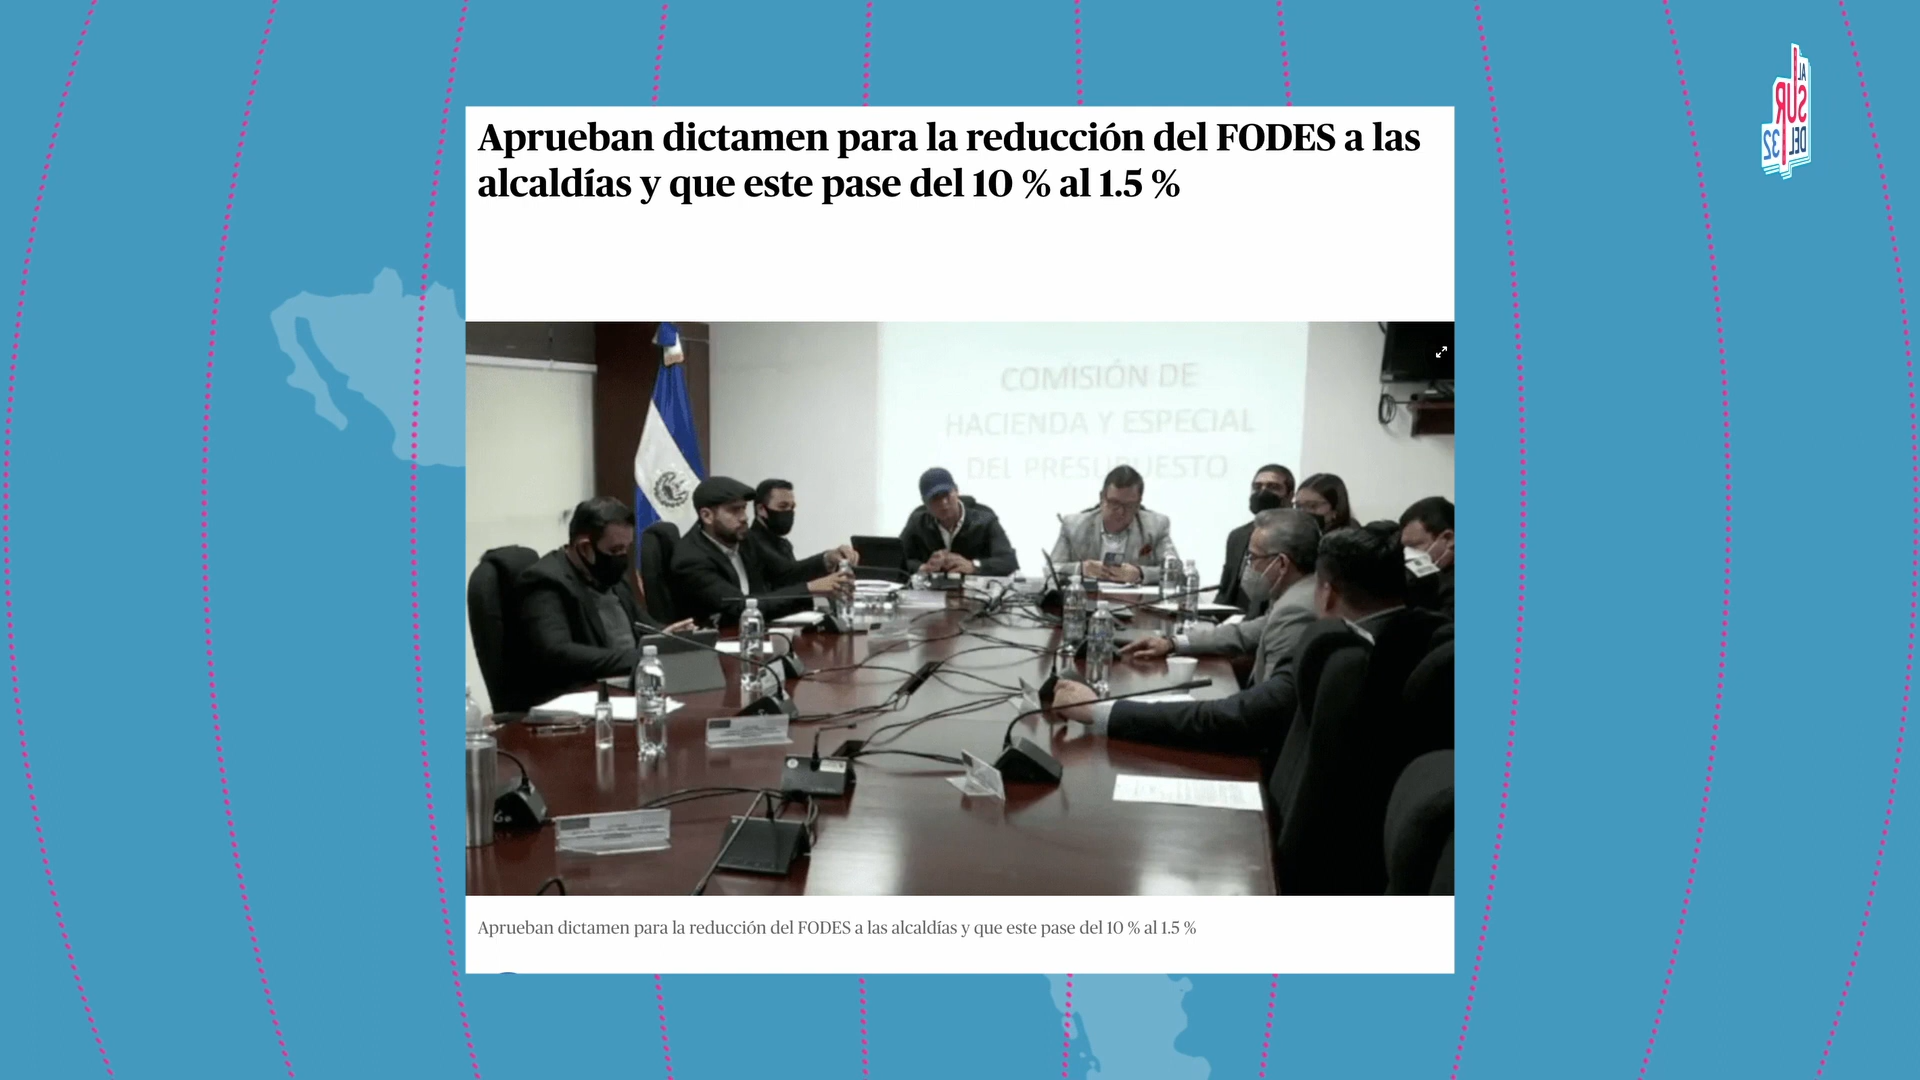 Aprueban dictamen para la reducción del FODES a las
alcaldías y que este pase del 10 % al 1.5 %
AL
SUR
DEL
32
COMISIÓN DE
HACIENDA Y ESPECIAL
DEL PRESUPUESTO
Aprueban dictamen para la reducción del FODES a las alcaldías y que este pase del 10 % al 1.5 %